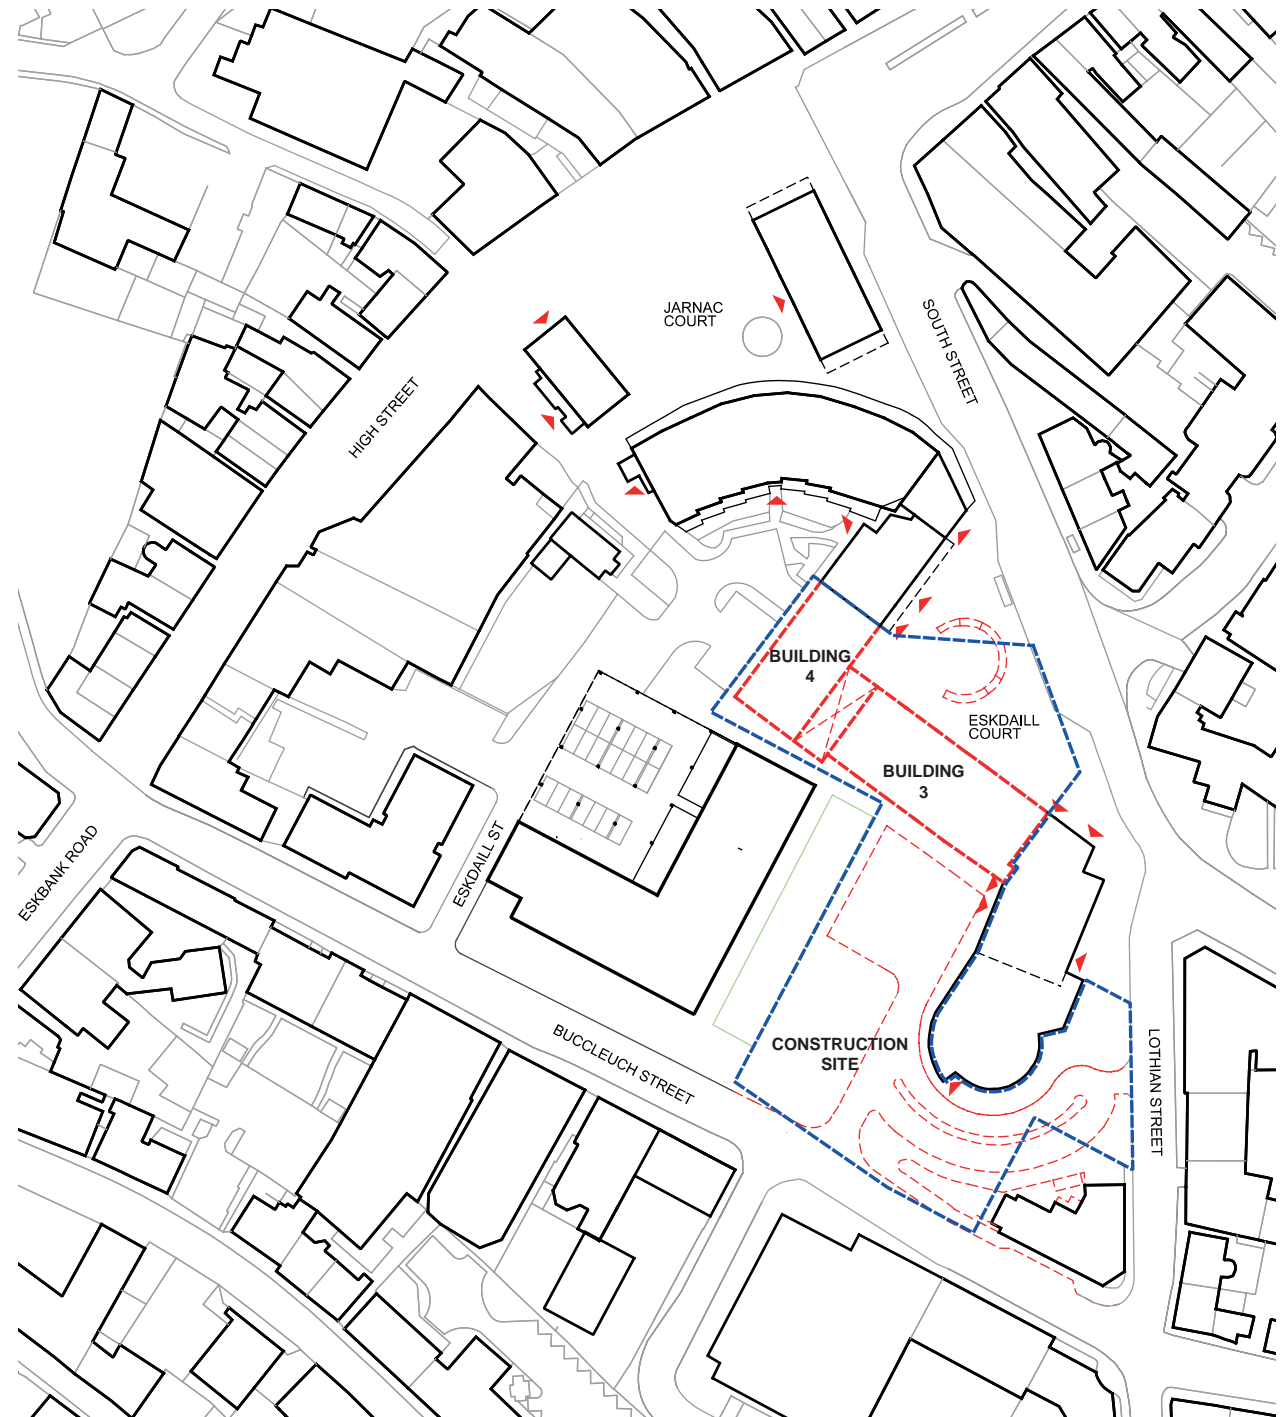 JARNAC
COURT
SOUTH STREET
HIGH STREET
BUILDING
4
ESKDAILL
COURT
BUILDING
3
ESKBANK ROAD
ESKDAILL ST
BUCCLEUCH STREET
CONSTRUCTION
SITE
LOTHIAN STREET